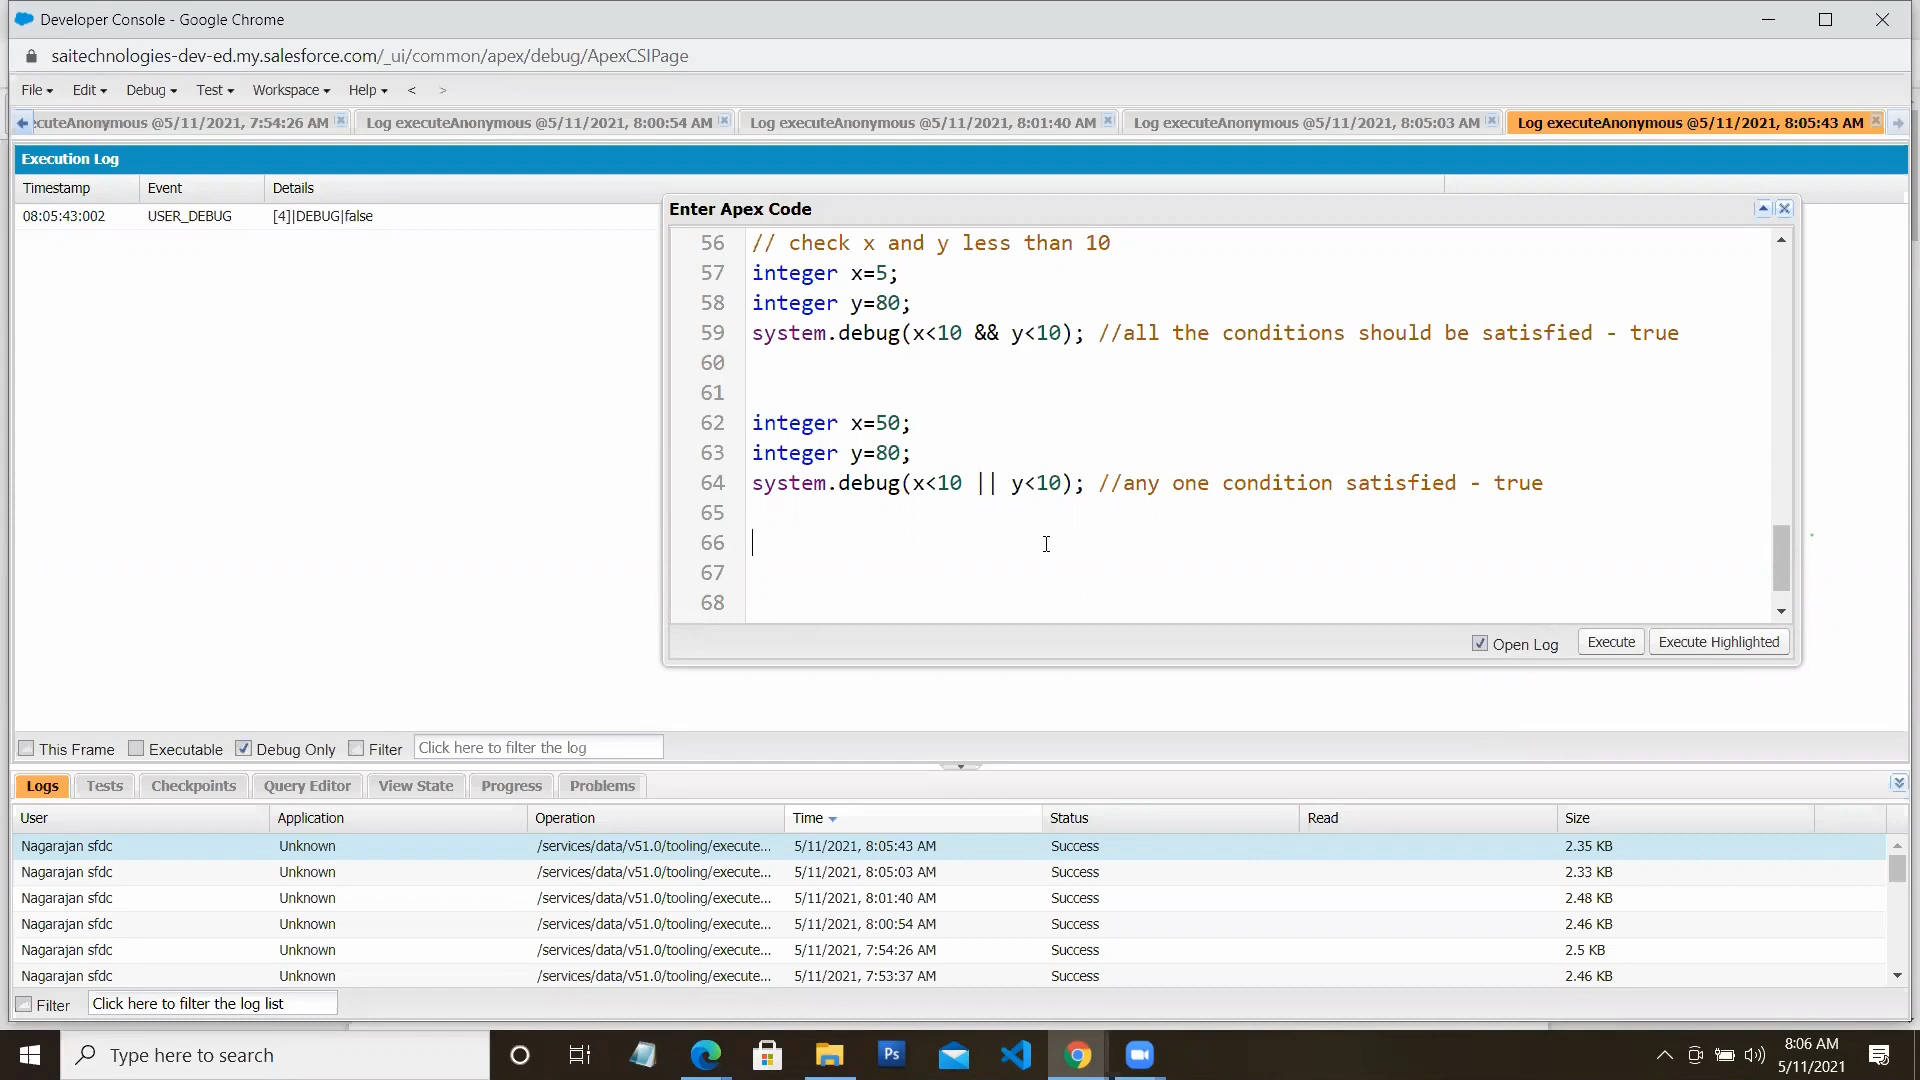 Developer Console - Google Chrome
saitechnologies-dev-ed.my.salesforce.com/_ui/common/apex/debug/ApexCSIPage
File Edit Debug Test Workspace Help < >
ecuteAnonymous @5/11/2021, 7:54:26 AM Log executeAnonymous @5/11/2021, 8:00:54 AM Log executeAnonymous @5/11/2021, 8:01:40 AM Log executeAnonymous @5/11/2021, 8:05:03 AM Log executeAnonymous @5/11/2021, 8:05:43 AM
Execution Log
Timestamp Event Details
08:05:43:002 USER_DEBUG [4]|DEBUG|false
Enter Apex Code
56 // check x and y less than 10
57 integer x=5;
58 integer y=80;
59 system.debug(x<10 && y<10); //all the conditions should be satisfied - true
60
61
62 integer x=50;
63 integer y=80;
64 system.debug(x<10 || y<10); //any one condition satisfied - true
65
66
67
68
Open Log Execute Execute Highlighted
This Frame Executable Debug Only Filter Click here to filter the log
Logs Tests Checkpoints Query Editor View State Progress Problems
User Application Operation Time Status Read Size
Nagarajan sfdc Unknown /services/data/v51.0/tooling/execute... 5/11/2021, 8:05:43 AM Success 2.35 KB
Nagarajan sfdc Unknown /services/data/v51.0/tooling/execute... 5/11/2021, 8:05:03 AM Success 2.33 KB
Nagarajan sfdc Unknown /services/data/v51.0/tooling/execute... 5/11/2021, 8:01:40 AM Success 2.48 KB
Nagarajan sfdc Unknown /services/data/v51.0/tooling/execute... 5/11/2021, 8:00:54 AM Success 2.46 KB
Nagarajan sfdc Unknown /services/data/v51.0/tooling/execute... 5/11/2021, 7:54:26 AM Success 2.5 KB
Nagarajan sfdc Unknown /services/data/v51.0/tooling/execute... 5/11/2021, 7:53:37 AM Success 2.46 KB
Filter Click here to filter the log list
Type here to search
Ps
8:06 AM
5/11/2021